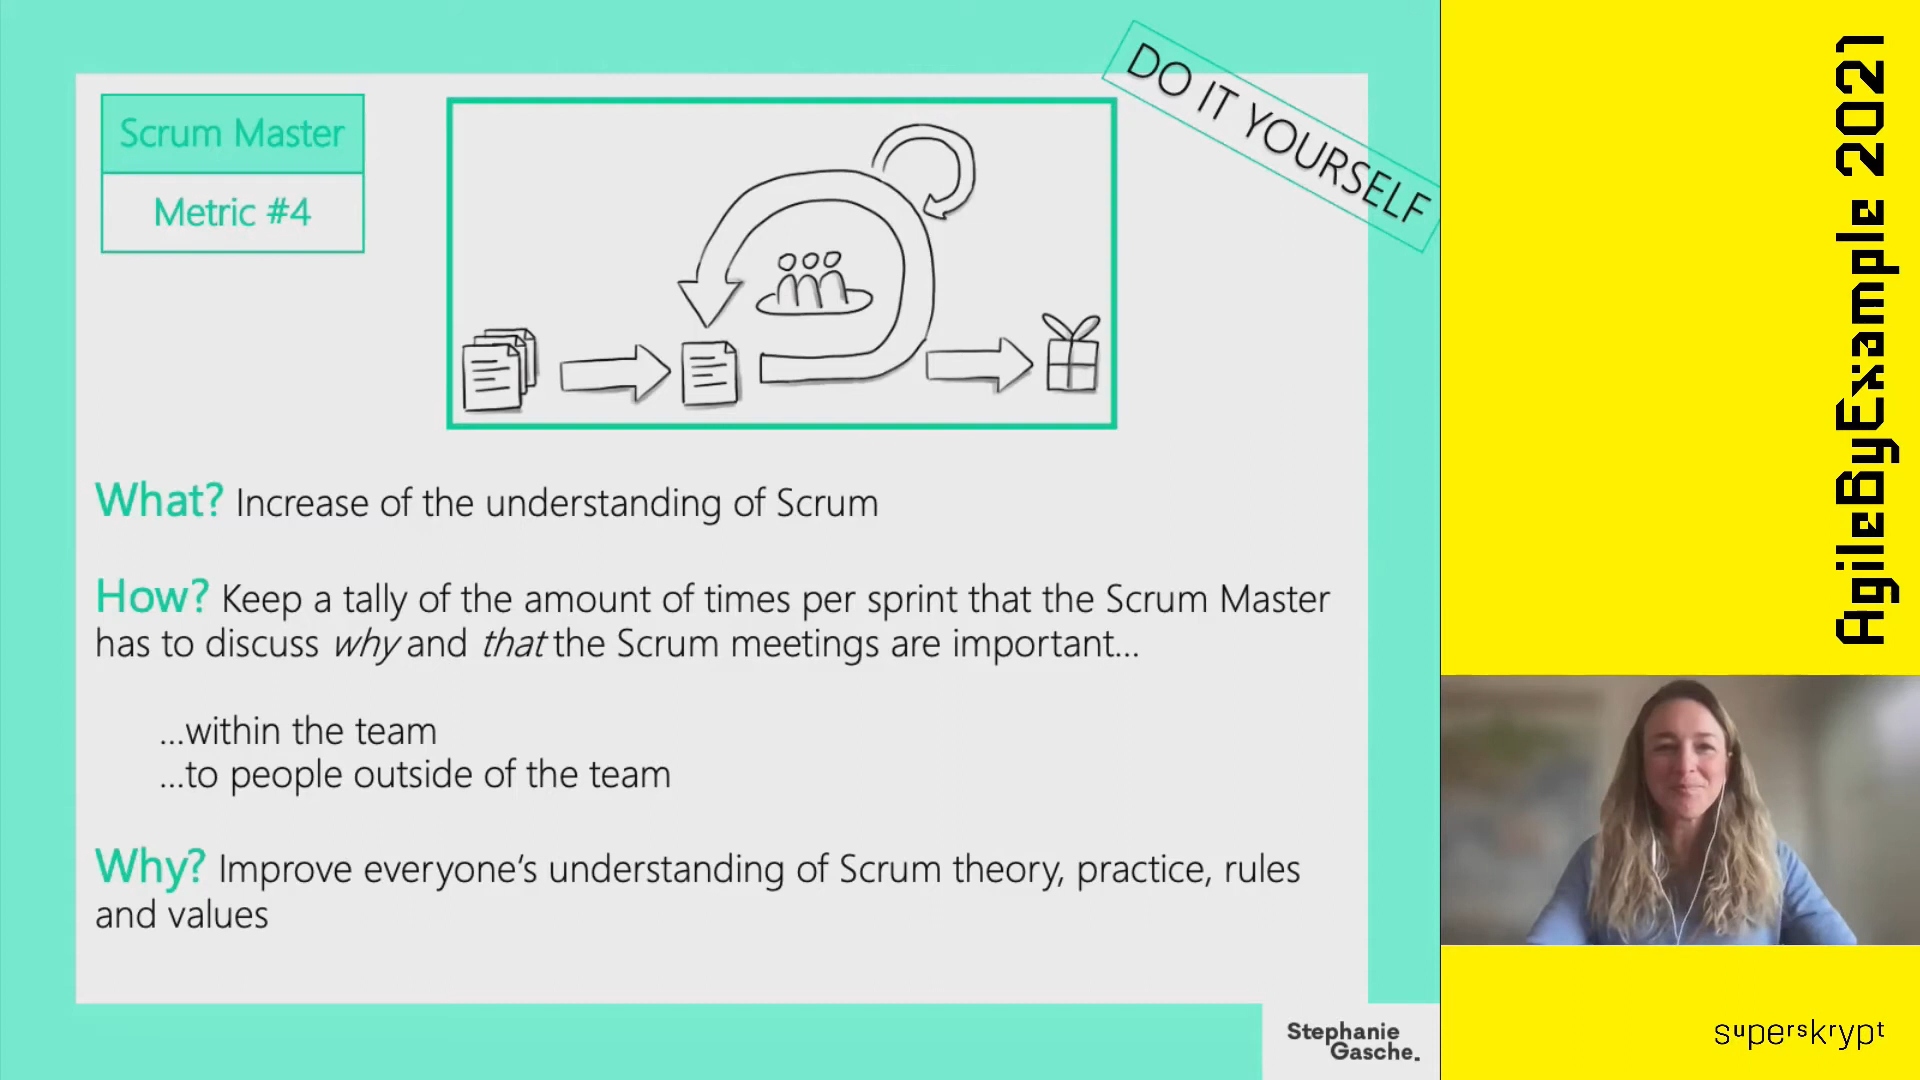 Scrum Master
Metric #4
DO IT YOURSELF
What? Increase of the understanding of Scrum
How? Keep a tally of the amount of times per sprint that the Scrum Master
has to discuss why and that the Scrum meetings are important...
...within the team
...to people outside of the team
Why? Improve everyone's understanding of Scrum theory, practice, rules
and values
Stephanie
Gasche.
AgileByExample 2021
superskrypt